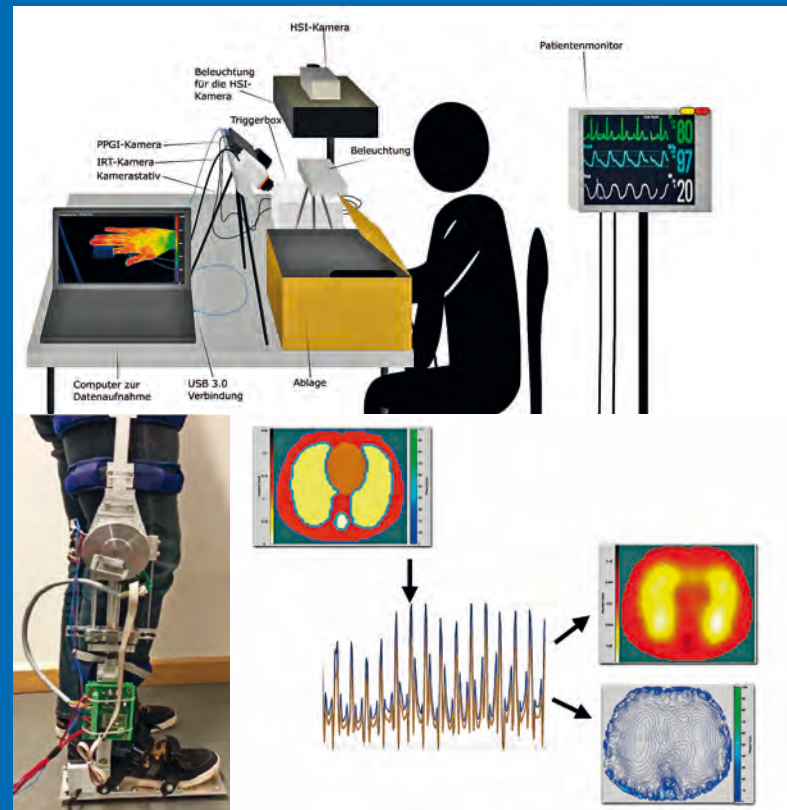 HSI-Kamera
Patientenmonitor
Beleuchtung
für die HSI-
Kamera
Triggerbox
PPGI-Kamera
Beleuchtung
IRT-Kamera
Kamerastativ
80
97
20
Computer zur
Datenaufnahme
USB 3.0
Verbindung
Ablage